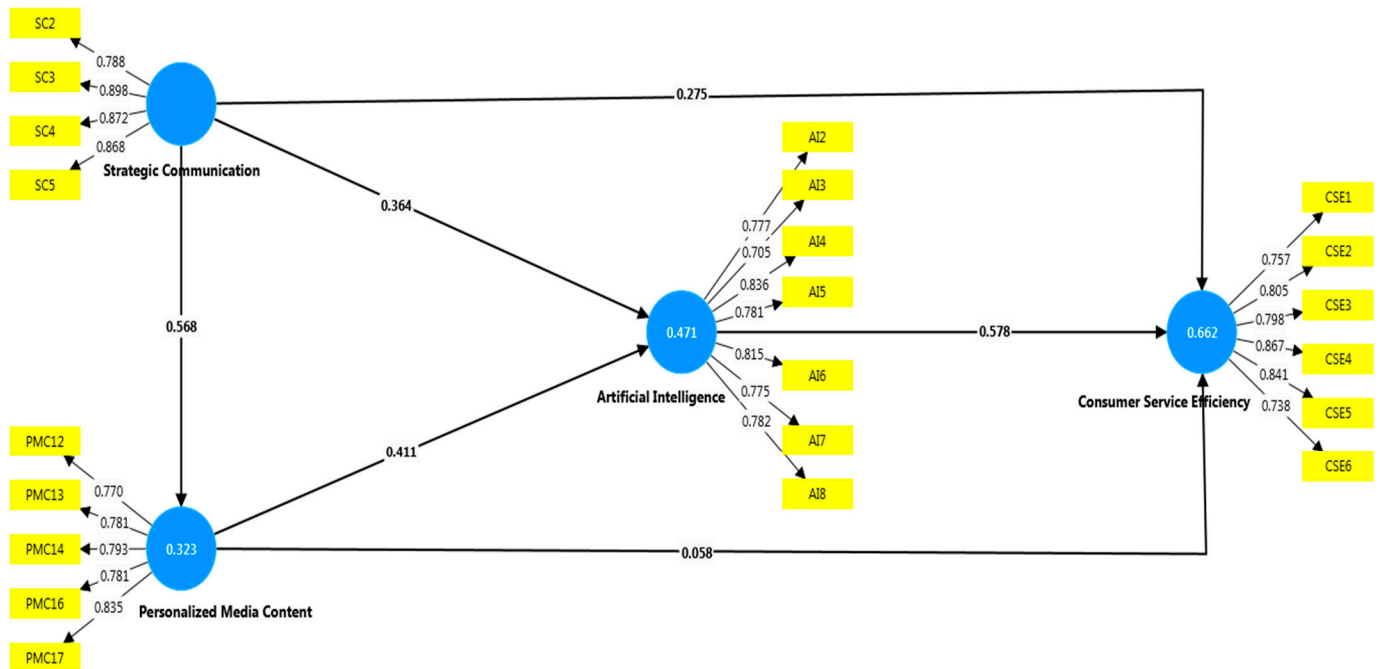 SC2
0.788
SC3
0.898
SC4
0.872
SC5
0.868
Strategic Communication
0.275
0.364
0.568
AI2
AI3
AI4
AI5
AI6
AI7
AI8
0.777
0.705
0.836
0.781
0.815
0.775
0.782
0.471
Artificial Intelligence
0.578
CSE1
CSE2
CSE3
CSE4
CSE5
CSE6
0.757
0.805
0.798
0.867
0.841
0.738
0.662
Consumer Service Efficiency
0.411
PMC12
PMC13
PMC14
PMC16
PMC17
0.770
0.781
0.793
0.781
0.835
0.323
Personalized Media Content
0.058